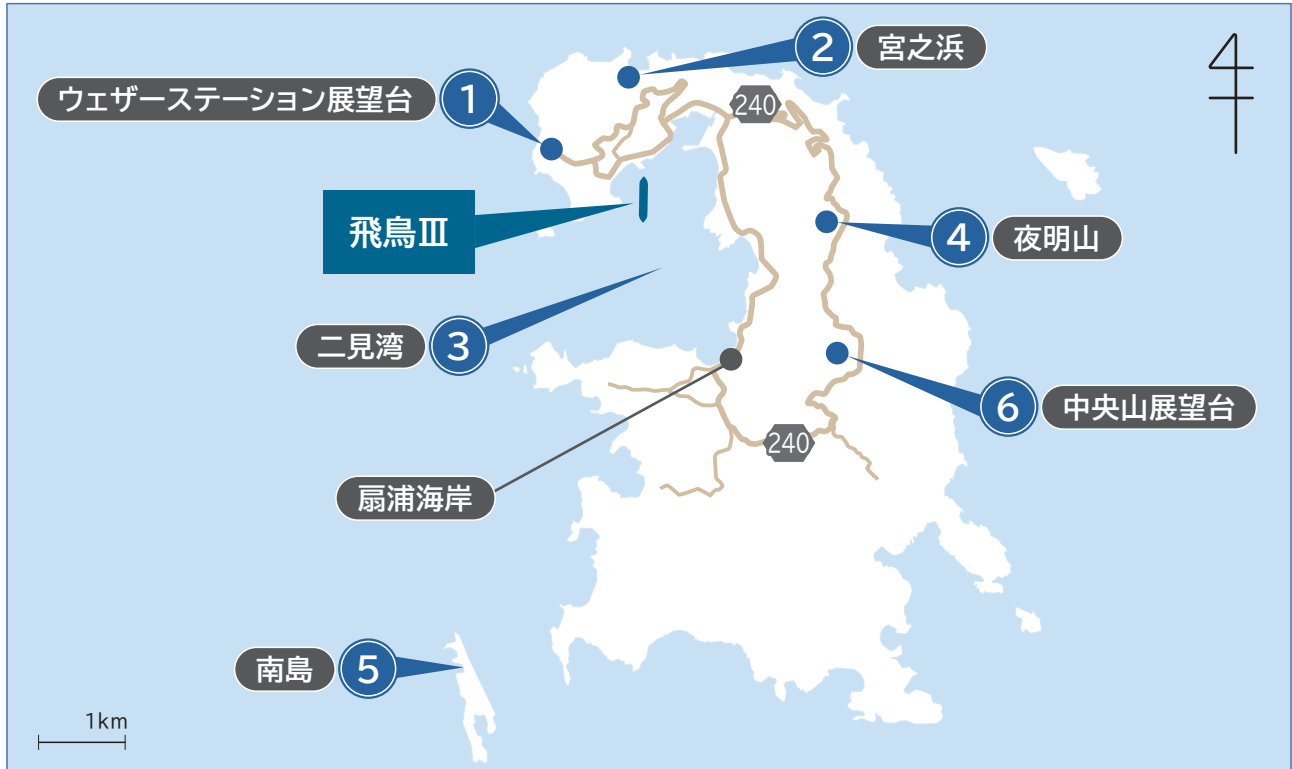 2 宮之浜
ウェザーステーション展望台 1
240
飛鳥Ⅲ
4 夜明山
二見湾 3
6 中央山展望台
240
扇浦海岸
南島 5
1km